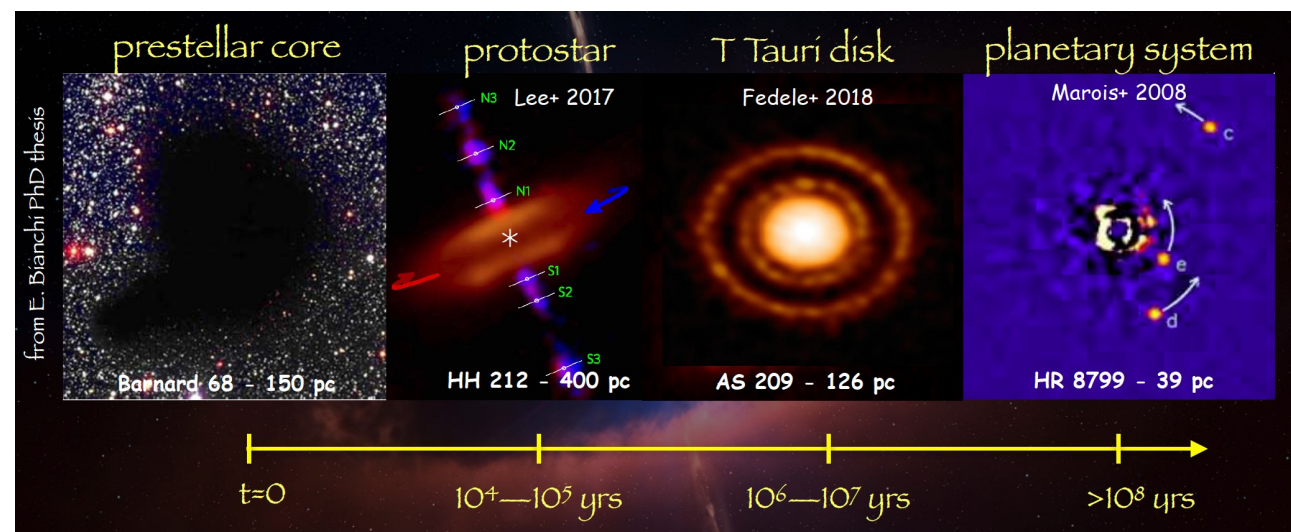 from E. Bianchi PhD thesis
prestellar core
protostar
T Tauri disk
planetary system
Lee+ 2017
Fedele+ 2018
Marois+ 2008
N3
N2
N1
S1
S2
S3
c
e
d
Barnard 68 - 150 pc
HH 212 - 400 pc
AS 209 - 126 pc
HR 8799 - 39 pc
t=0
10⁴—10⁵ yrs
10⁶—10⁷ yrs
>10⁸ yrs